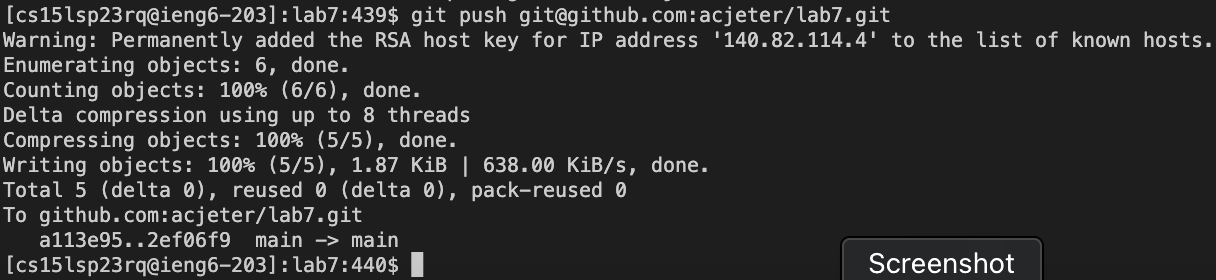 [cs15lsp23rq@ieng6-203]:lab7:439$ git push git@github.com:acjeter/lab7.git
Warning: Permanently added the RSA host key for IP address '140.82.114.4' to the list of known hosts.
Enumerating objects: 6, done.
Counting objects: 100% (6/6), done.
Delta compression using up to 8 threads
Compressing objects: 100% (5/5), done.
Writing objects: 100% (5/5), 1.87 KiB | 638.00 KiB/s, done.
Total 5 (delta 0), reused 0 (delta 0), pack-reused 0
To github.com:acjeter/lab7.git
   a113e95..2ef06f9  main -> main
[cs15lsp23rq@ieng6-203]:lab7:440$
Screenshot